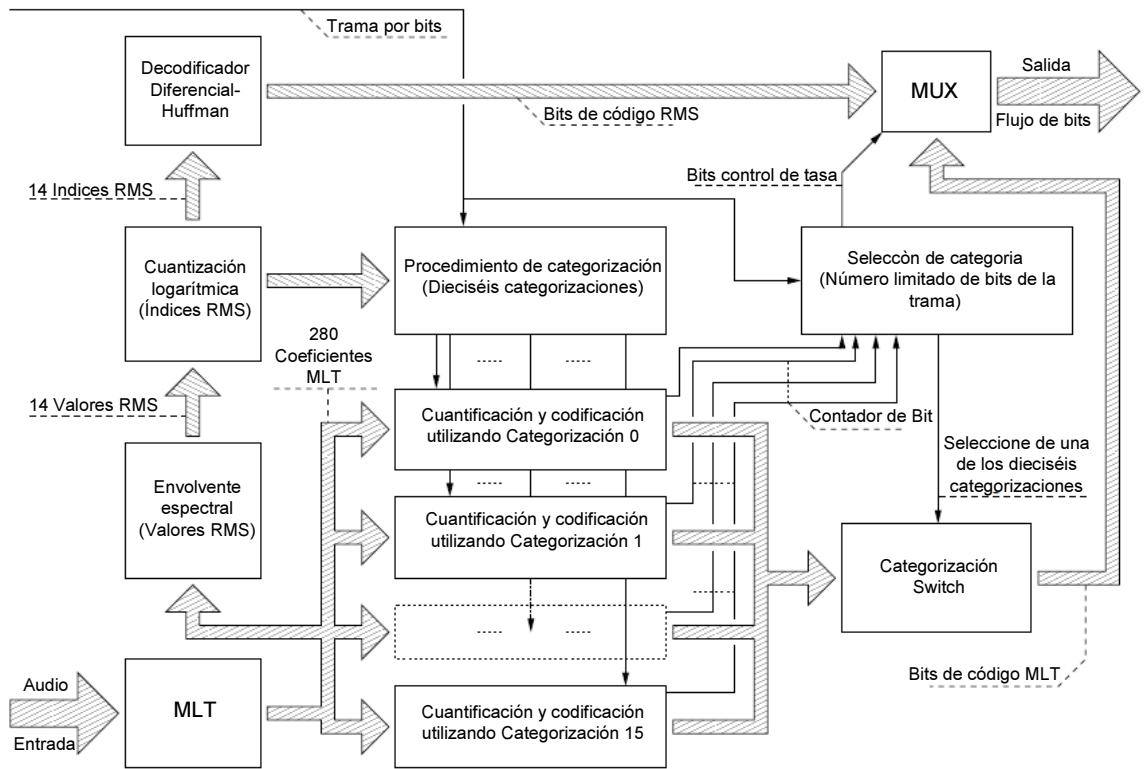 Trama por bits
Decodificador
Diferencial-
Huffman
Bits de código RMS
MUX
Salida
Flujo de bits
14 Indices RMS
Bits control de tasa
Cuantización
logarítmica
(Índices RMS)
Procedimiento de categorización
(Dieciséis categorizaciones)
Seleccòn de categoria
(Número limitado de bits de la
trama)
280
Coeficientes
MLT
14 Valores RMS
Cuantificación y codificación
utilizando Categorización 0
Contador de Bit
Seleccione de una
de los dieciséis
categorizaciones
Envolvente
espectral
(Valores RMS)
Cuantificación y codificación
utilizando Categorización 1
Categorización
Switch
Bits de código MLT
Audio
Entrada
MLT
Cuantificación y codificación
utilizando Categorización 15